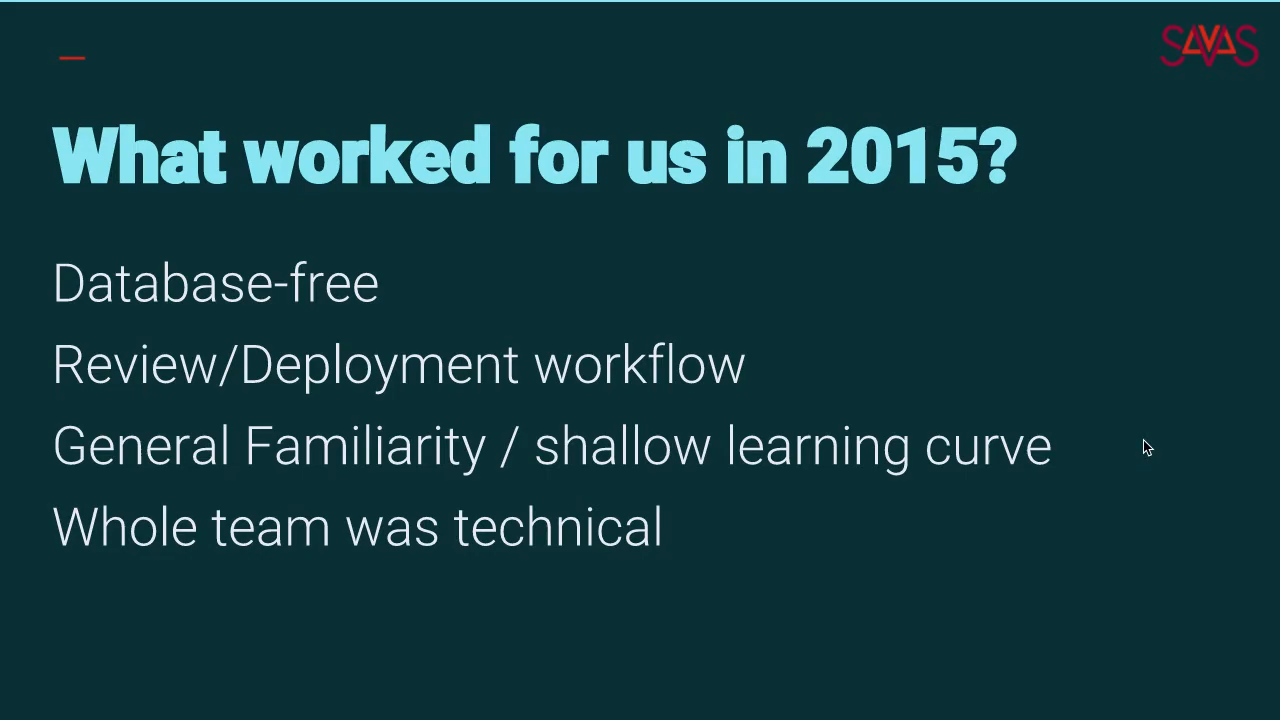 SAVAS
What worked for us in 2015?
Database-free
Review/Deployment workflow
General Familiarity / shallow learning curve
Whole team was technical